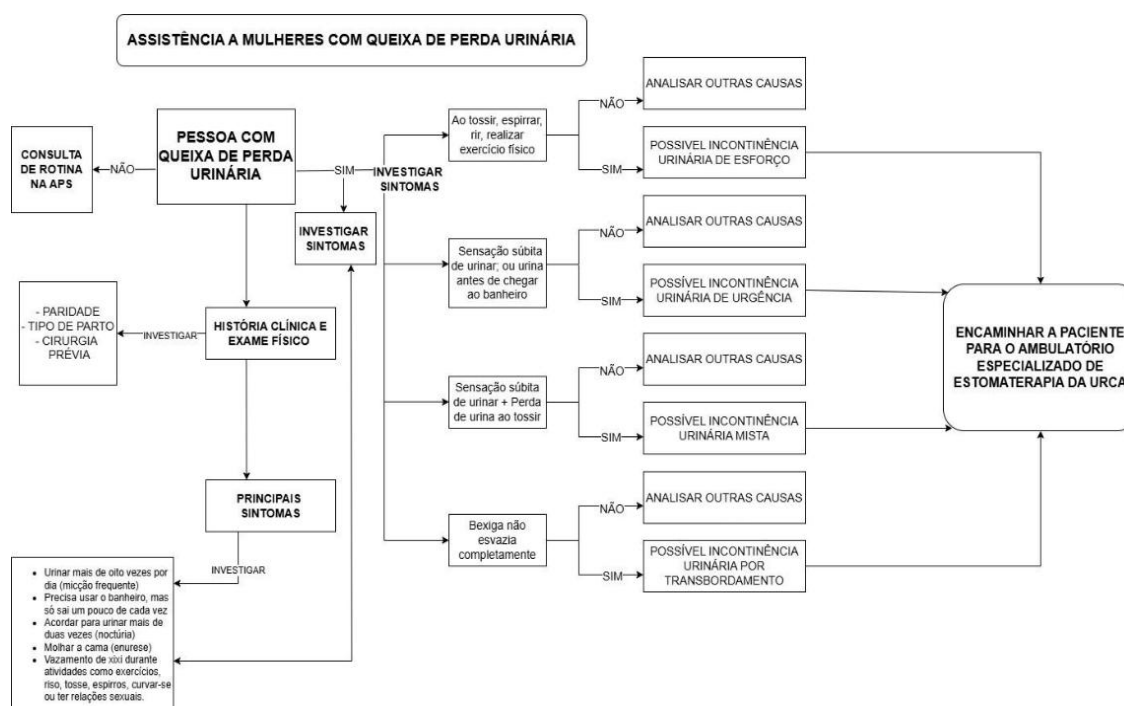 ASSISTÊNCIA A MULHERES COM QUEIXA DE PERDA URINÁRIA
CONSULTA
DE ROTINA
NA APS
NÃO
PESSOA COM
QUEIXA DE PERDA
URINÁRIA
SIM
INVESTIGAR
SINTOMAS
INVESTIGAR
SINTOMAS
- PARIDADE
- TIPO DE PARTO
- CIRURGIA
PRÉVIA
INVESTIGAR
HISTÓRIA CLÍNICA E
EXAME FÍSICO
PRINCIPAIS
SINTOMAS
INVESTIGAR
• Urinar mais de oito vezes por
dia (micção frequente)
• Precisa usar o banheiro, mas
só sai um pouco de cada vez
• Acordar para urinar mais de
duas vezes (noctúria)
• Molhar a cama (enurese)
• Vazamento de xixi durante
atividades como exercícios,
riso, tosse, espirros, curvar-se
ou ter relações sexuais.
Ao tossir, espirrar,
rir, realizar
exercício físico
NÃO
ANALISAR OUTRAS CAUSAS
SIM
POSSIVEL INCONTINÊNCIA
URINÁRIA DE ESFORÇO
Sensação súbita
de urinar; ou urina
antes de chegar
ao banheiro
NÃO
ANALISAR OUTRAS CAUSAS
SIM
POSSÍVEL INCONTINÊNCIA
URINÁRIA DE URGÊNCIA
Sensação súbita
de urinar + Perda
de urina ao tossir
NÃO
ANALISAR OUTRAS CAUSAS
SIM
POSSÍVEL INCONTINÊNCIA
URINÁRIA MISTA
Bexiga não
esvazia
completamente
NÃO
ANALISAR OUTRAS CAUSAS
SIM
POSSÍVEL INCONTINÊNCIA
URINÁRIA POR
TRANSBORDAMENTO
ENCAMINHAR A PACIENTE
PARA O AMBULATÓRIO
ESPECIALIZADO DE
ESTOMATERAPIA DA URCA